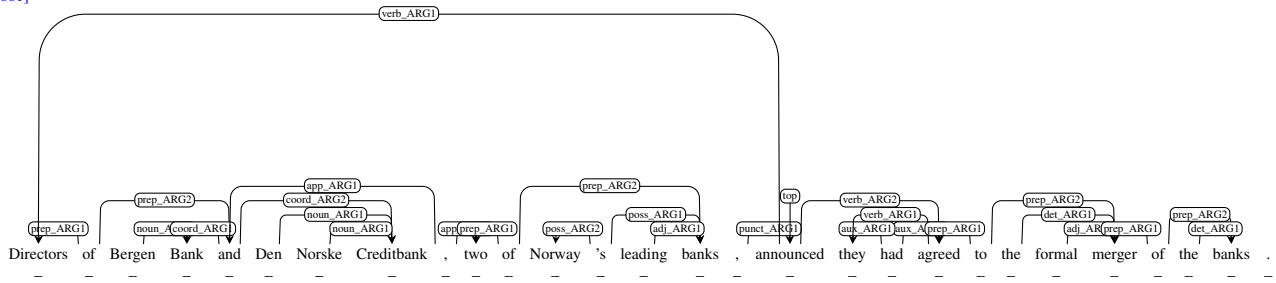 verb_ARG1
app_ARG1 prep_ARG2
prep_ARG2 coord_ARG2 top verb_ARG2 prep_ARG2
noun_ARG1 poss_ARG1 verb_ARG1 det_ARG1 prep_ARG2
prep_ARG1 coord_ARG1 noun_ARG1 prep_ARG1 poss_ARG2 adj_ARG1 punct_ARG1 aux_ARG1 prep_ARG1 prep_ARG1 det_ARG1
Directors of Bergen Bank and Den Norske Creditbank , two of Norway 's leading banks , announced they had agreed to the formal merger of the banks .
_ _ _ _ _ _ _ _ _ _ _ _ _ _ _ _ _ _ _ _ _ _ _ _ _ _ _ _